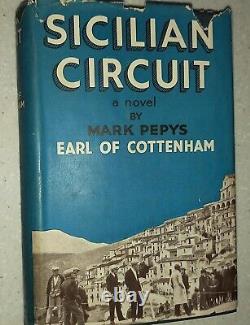 SICILIAN
CIRCUIT
a novel
BY
MARK PEPYS
EARL OF COTTENHAM